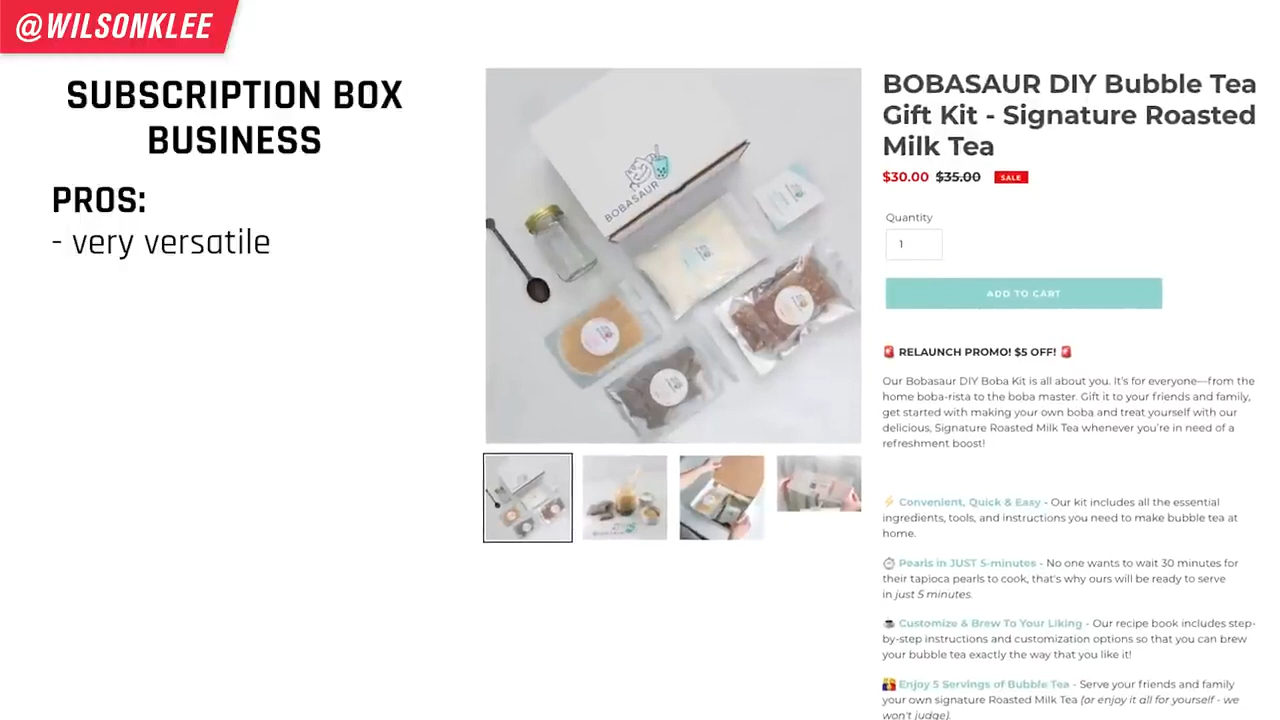 @WILSONKLEE
SUBSCRIPTION BOX
BUSINESS
PROS:
- very versatile
BOBASAUR
BOBASAUR DIY Bubble Tea
Gift Kit - Signature Roasted
Milk Tea
$30.00 $35.00 SALE
Quantity
1
ADD TO CART
🚨 RELAUNCH PROMO! $5 OFF! 🚨
Our Bobasaur DIY Boba Kit is all about you. It's for everyone—from the
home boba-rista to the boba master. Gift it to your friends and family,
get started with making your own boba and treat yourself with our
delicious, Signature Roasted Milk Tea whenever you're in need of a
refreshment boost!
⚡ Convenient, Quick & Easy - Our kit includes all the essential
ingredients, tools, and instructions you need to make bubble tea at
home.
⏱ Pearls in JUST 5-minutes - No one wants to wait 30 minutes for
their tapioca pearls to cook, that's why ours will be ready to serve
in just 5 minutes.
☕ Customize & Brew To Your Liking - Our recipe book includes step-
by-step instructions and customization options so that you can brew
your bubble tea exactly the way that you like it!
Enjoy 5 Servings of Bubble Tea - Serve your friends and family
your own signature Roasted Milk Tea (or enjoy it all for yourself - we
won't judge).